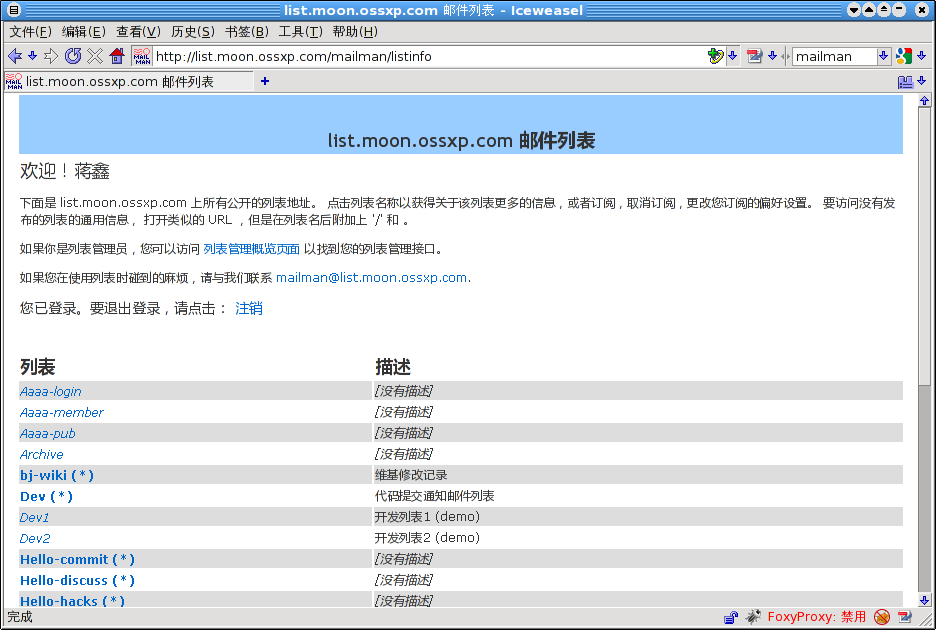 list.moon.ossxp.com 邮件列表 - Iceweasel
文件(F) 编辑(E) 查看(V) 历史(S) 书签(B) 工具(T) 帮助(H)
MAIL MAN http://list.moon.ossxp.com/mailman/listinfo mailman
MAIL MAN list.moon.ossxp.com 邮件列表
list.moon.ossxp.com 邮件列表
欢迎！蒋鑫
下面是 list.moon.ossxp.com 上所有公开的列表地址。 点击列表名称以获得关于该列表更多的信息，或者订阅，取消订阅，更改您订阅的偏好设置。 要访问没有发
布的列表的通用信息， 打开类似的 URL ，但是在列表名后附加上 '/' 和 。
如果你是列表管理员，您可以访问 列表管理概览页面 以找到您的列表管理接口。
如果您在使用列表时碰到的麻烦，请与我们联系 mailman@list.moon.ossxp.com.
您已登录。要退出登录，请点击： 注销
列表 描述
Aaaa-login [没有描述]
Aaaa-member [没有描述]
Aaaa-pub [没有描述]
Archive [没有描述]
bj-wiki (*) 维基修改记录
Dev (*) 代码提交通知邮件列表
Dev1 开发列表1 (demo)
Dev2 开发列表2 (demo)
Hello-commit (*) [没有描述]
Hello-discuss (*) [没有描述]
Hello-hacks (*) [没有描述]
完成 FoxyProxy: 禁用